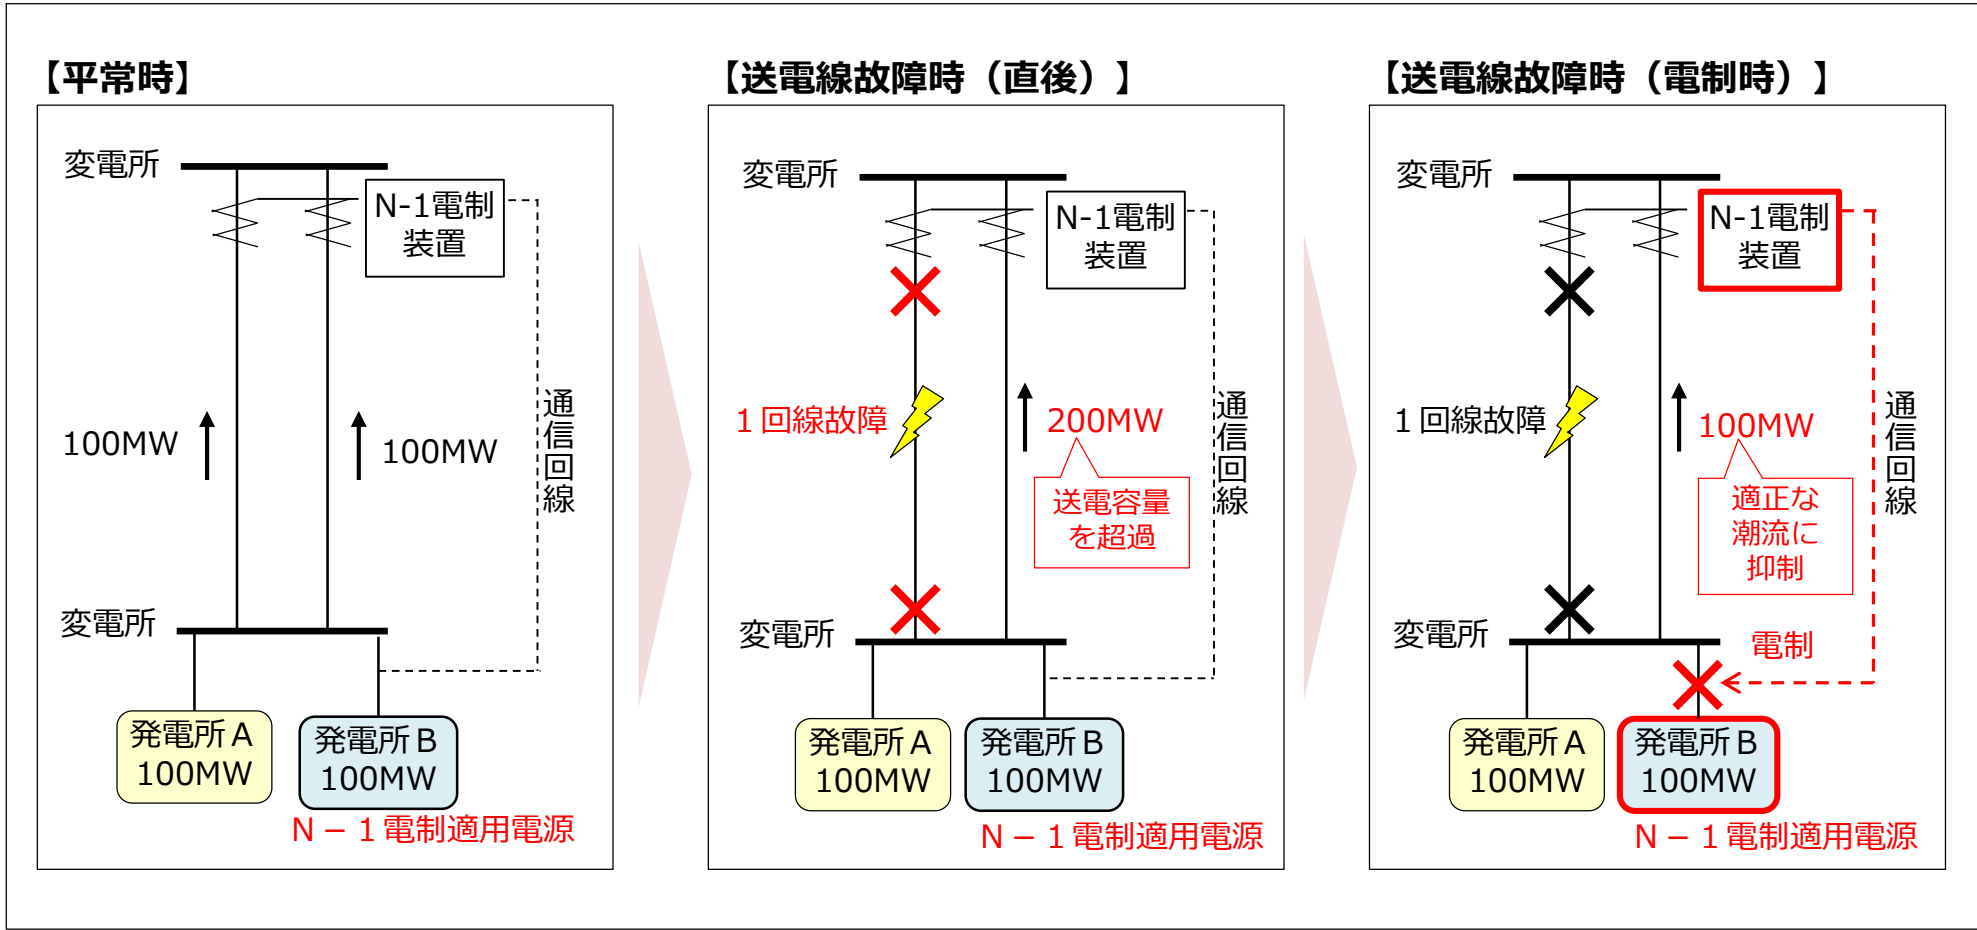 【平常時】
変電所
N-1電制
装置
100MW
100MW
通信回線
変電所
発電所A
100MW
発電所B
100MW
N－1電制適用電源
【送電線故障時（直後）】
変電所
N-1電制
装置
1回線故障
200MW
送電容量
を超過
通信回線
変電所
発電所A
100MW
発電所B
100MW
N－1電制適用電源
【送電線故障時（電制時）】
変電所
N-1電制
装置
1回線故障
100MW
適正な
潮流に
抑制
通信回線
変電所
電制
発電所A
100MW
発電所B
100MW
N－1電制適用電源